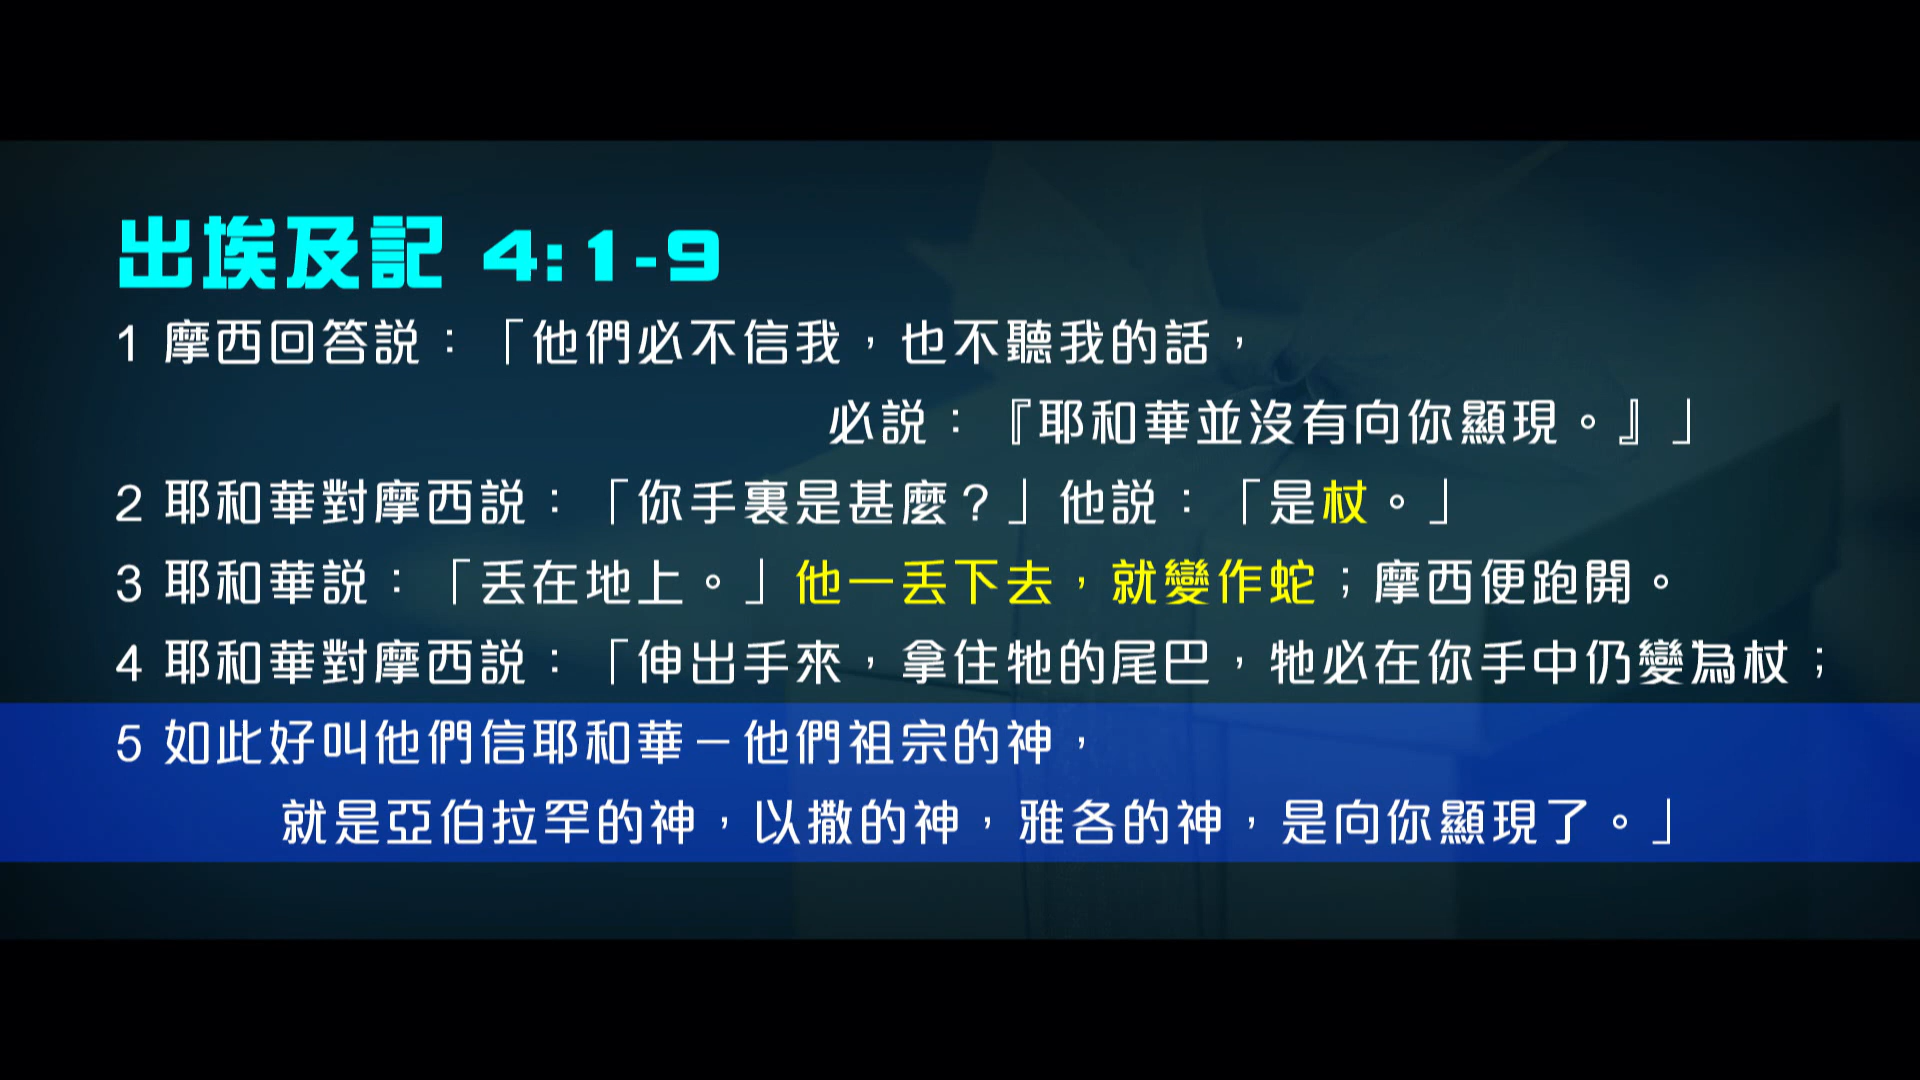 出埃及記 4:1-9
1 摩西回答説：「他們必不信我，也不聽我的話，
必説：『耶和華並沒有向你顯現。』」
2 耶和華對摩西説：「你手裏是甚麼？」他説：「是杖。」
3 耶和華説：「丟在地上。」他一丟下去，就變作蛇；摩西便跑開。
4 耶和華對摩西説：「伸出手來，拿住牠的尾巴，牠必在你手中仍變為杖；
5 如此好叫他們信耶和華－他們祖宗的神，
就是亞伯拉罕的神，以撒的神，雅各的神，是向你顯現了。」